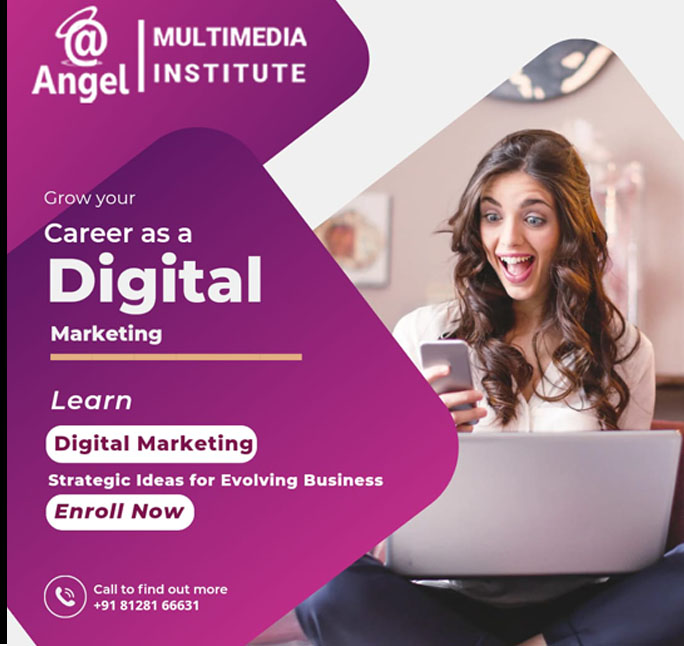 @
Angel
MULTIMEDIA
INSTITUTE
Grow your
Career as a
Digital
Marketing
Learn
Digital Marketing
Strategic Ideas for Evolving Business
Enroll Now
Call to find out more
+91 81281 66631